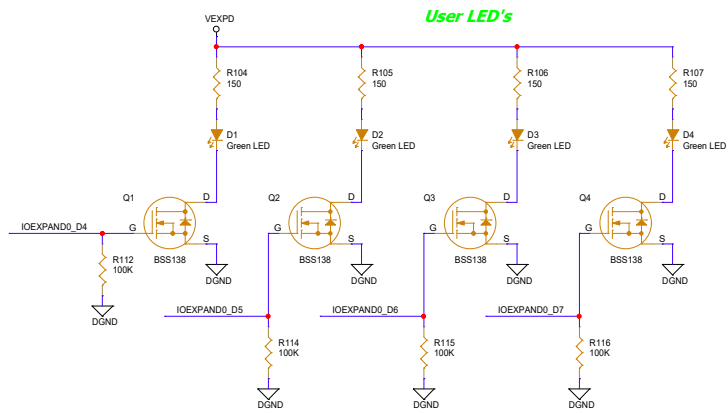 User LED's
VEXPD
R104
150
R105
150
R106
150
R107
150
D1
Green LED
D2
Green LED
D3
Green LED
D4
Green LED
Q1
D
Q2
D
Q3
D
Q4
D
IOEXPAND0_D4
G
G
G
G
S
S
S
S
BSS138
BSS138
BSS138
BSS138
R112
100K
DGND
DGND
DGND
DGND
DGND
IOEXPAND0_D5
IOEXPAND0_D6
IOEXPAND0_D7
R114
100K
R115
100K
R116
100K
DGND
DGND
DGND